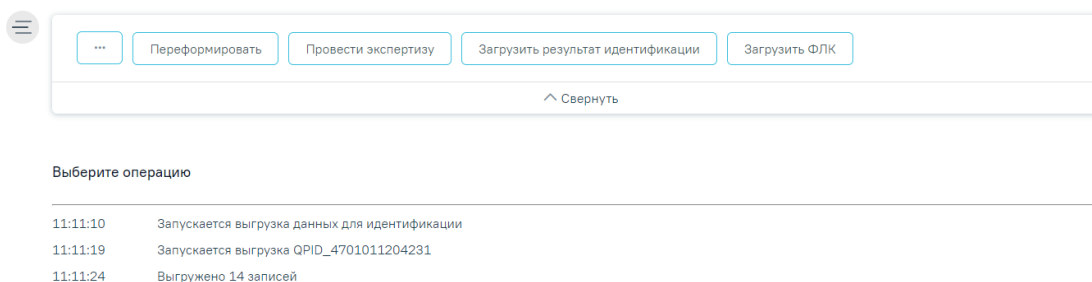 ••• Переформировать Провести экспертизу Загрузить результат идентификации Загрузить ФЛК
Свернуть
Выберите операцию
11:11:10 Запускается выгрузка данных для идентификации
11:11:19 Запускается выгрузка QPID_4701011204231
11:11:24 Выгружено 14 записей